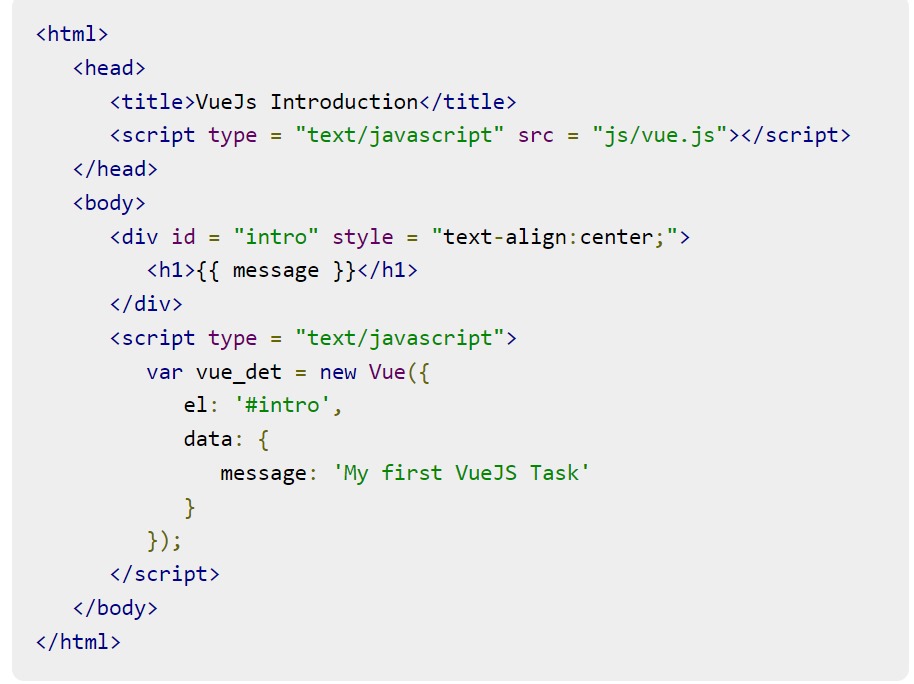 <html>
<head>
<title>VueJs Introduction</title>
<script type = "text/javascript" src = "js/vue.js"></script>
</head>
<body>
<div id = "intro" style = "text-align:center;">
<h1>{{ message }}</h1>
</div>
<script type = "text/javascript">
var vue_det = new Vue({
el: '#intro',
data: {
message: 'My first VueJS Task'
}
});
</script>
</body>
</html>